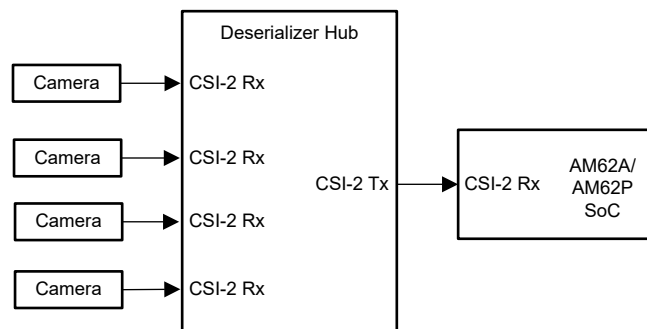 Deserializer Hub
Camera
CSI-2 Rx
Camera
CSI-2 Rx
CSI-2 Tx
CSI-2 Rx
AM62A/
AM62P
SoC
Camera
CSI-2 Rx
Camera
CSI-2 Rx